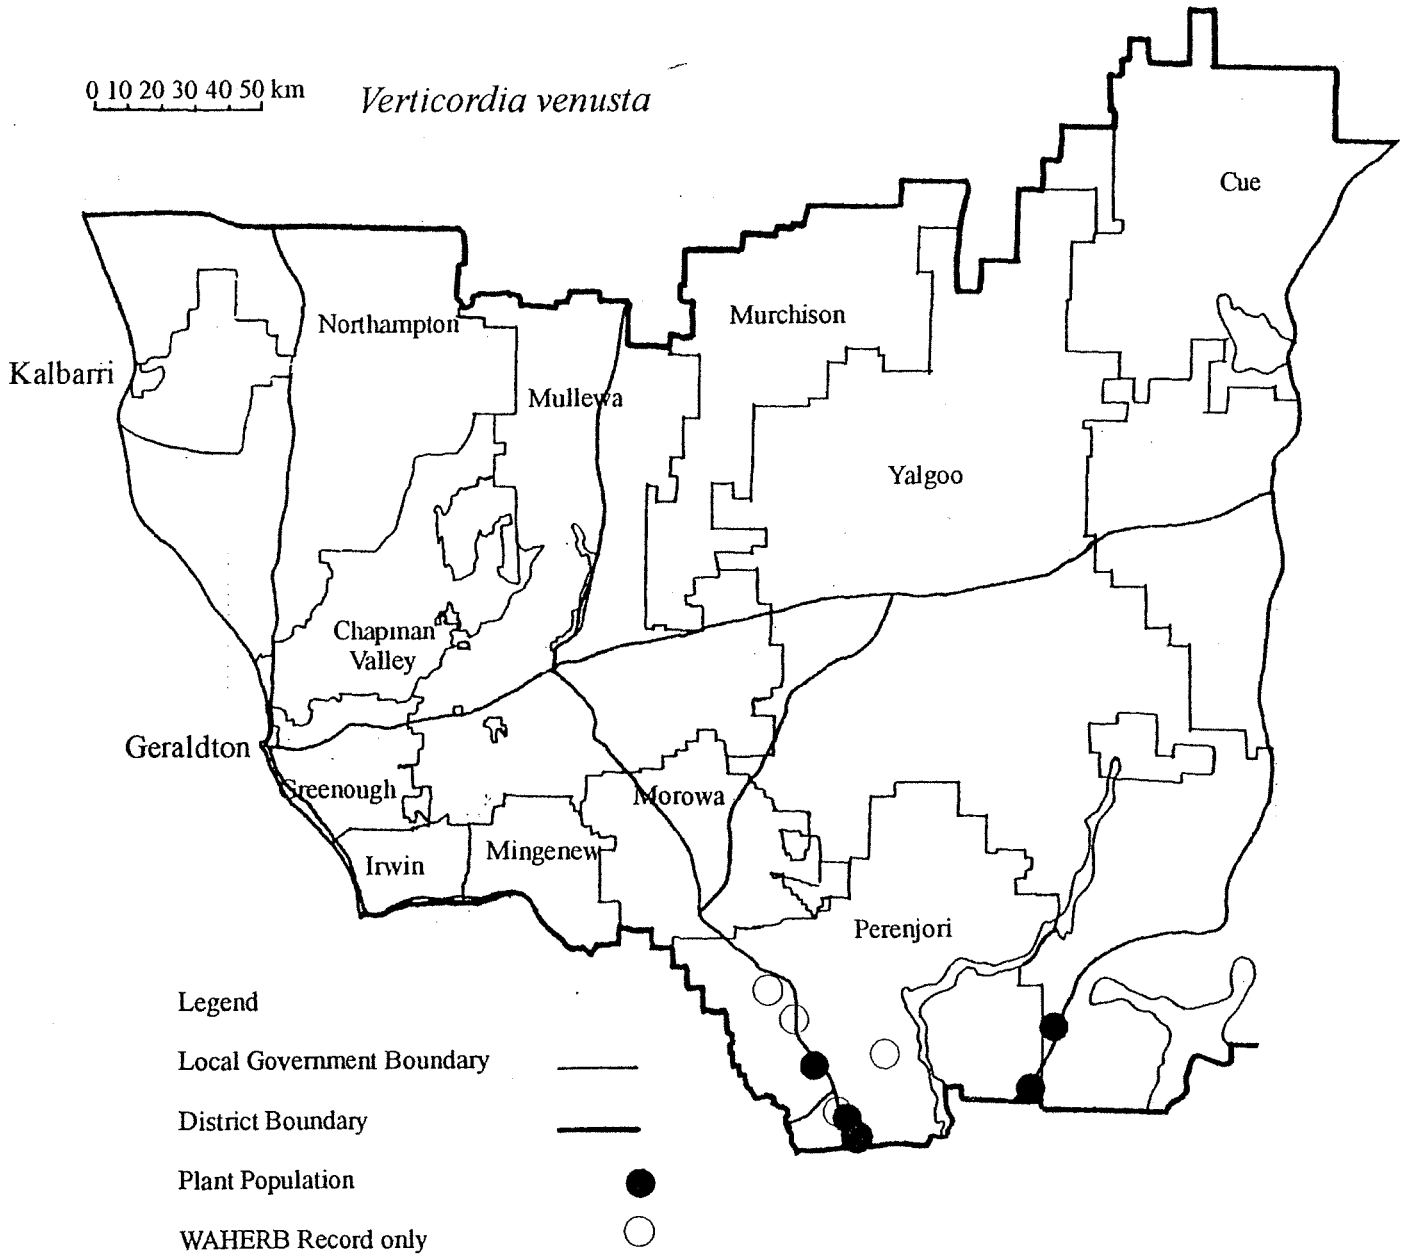 0 10 20 30 40 50 km
Verticordia venusta
Cue
Northampton
Murchison
Kalbarri
Mullewa
Yalgoo
Chapman
Valley
Geraldton
Greenough
Morowa
Irwin
Mingenew
Perenjori
Legend
Local Government Boundary
District Boundary
Plant Population
WAHERB Record only